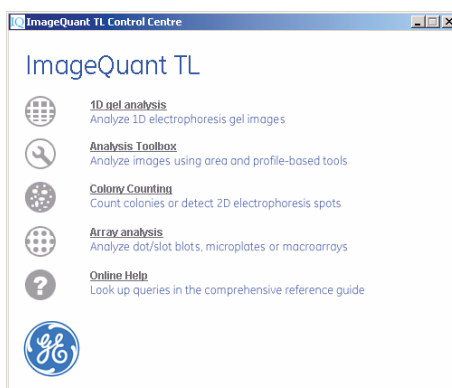 IQ ImageQuant TL Control Centre
ImageQuant TL
1D gel analysis
Analyze 1D electrophoresis gel images
Analysis Toolbox
Analyze images using area and profile-based tools
Colony Counting
Count colonies or detect 2D electrophoresis spots
Array analysis
Analyze dot/slot blots, microplates or macroarrays
?
Online Help
Look up queries in the comprehensive reference guide
GE